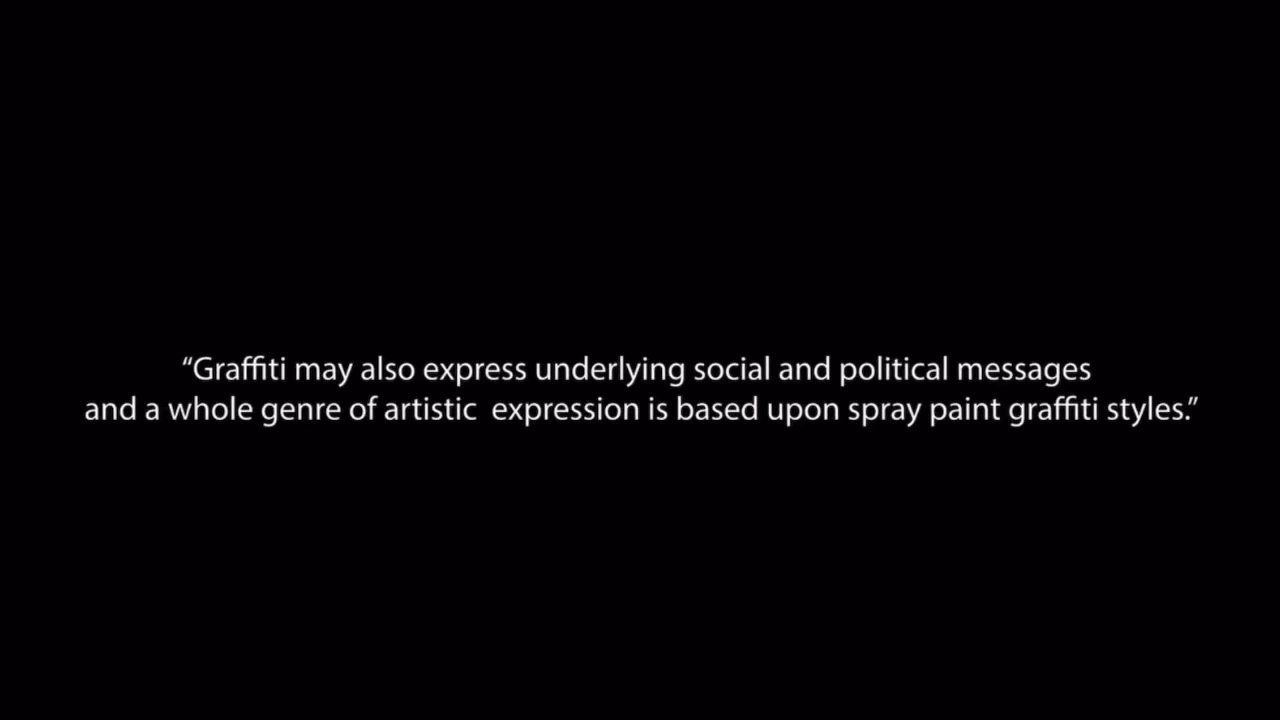 “Graffiti may also express underlying social and political messages
and a whole genre of artistic  expression is based upon spray paint graffiti styles.”